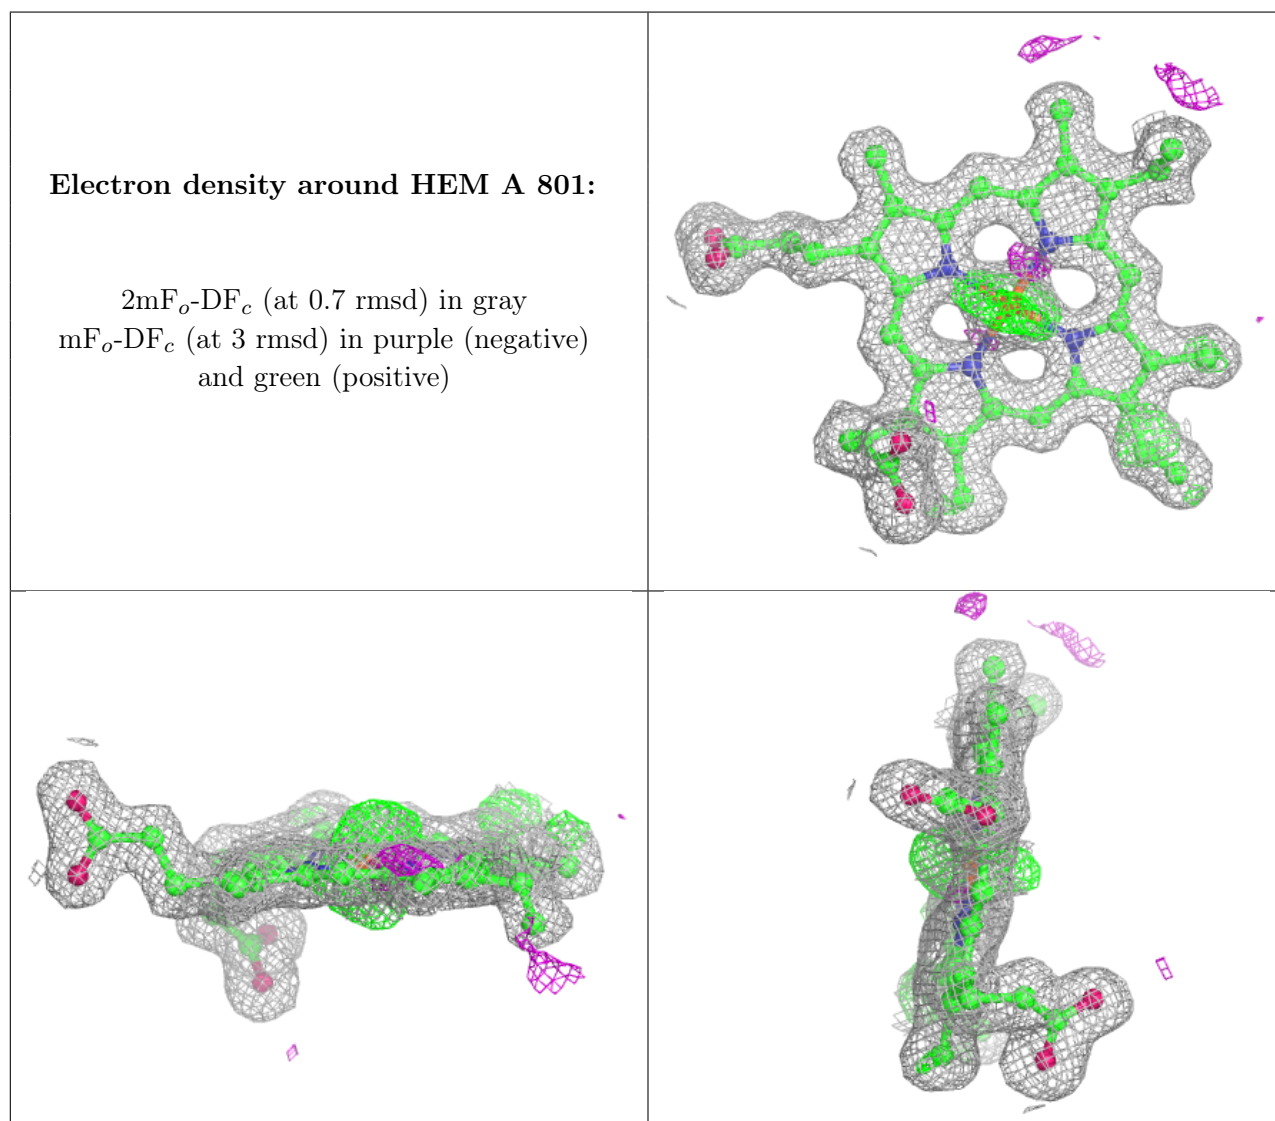 Electron density around HEM A 801:
2mFo-DFc (at 0.7 rmsd) in gray
mFo-DFc (at 3 rmsd) in purple (negative)
and green (positive)